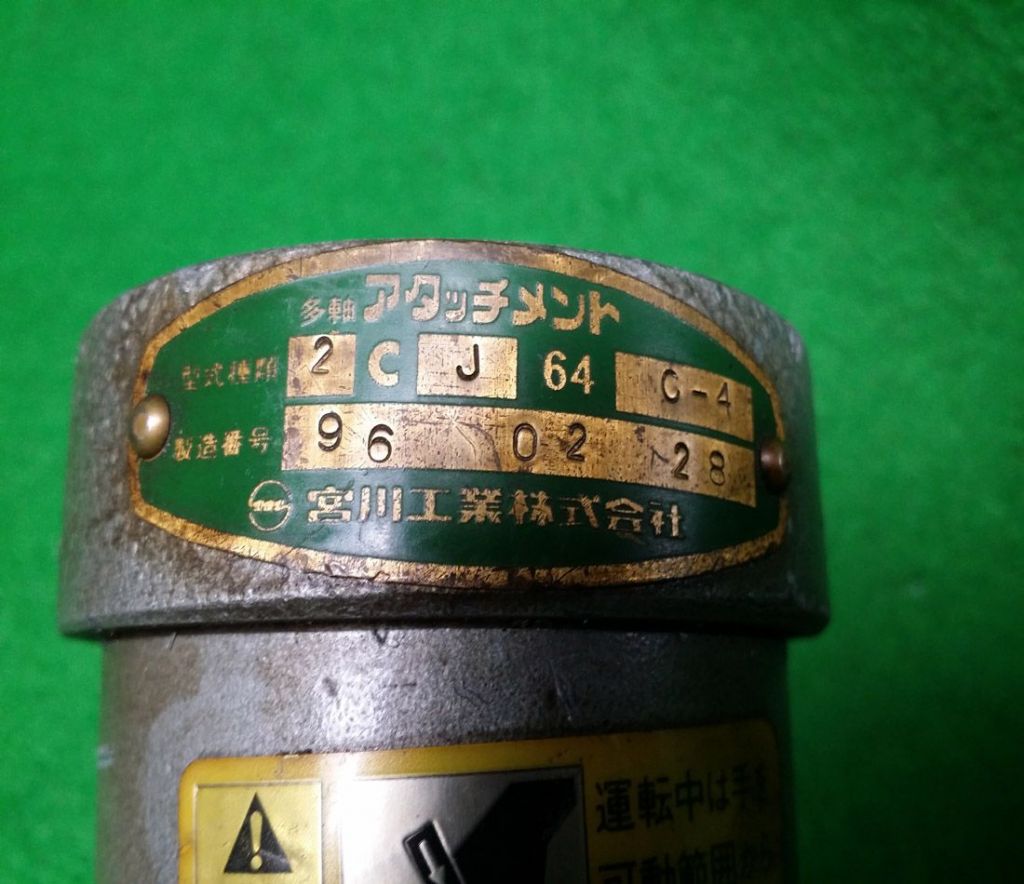 多軸 アタッチメント
型式種類 2 C J 64 G-4
製造番号 96 02 28
宮川工業株式会社
運転中は手
可動範囲から